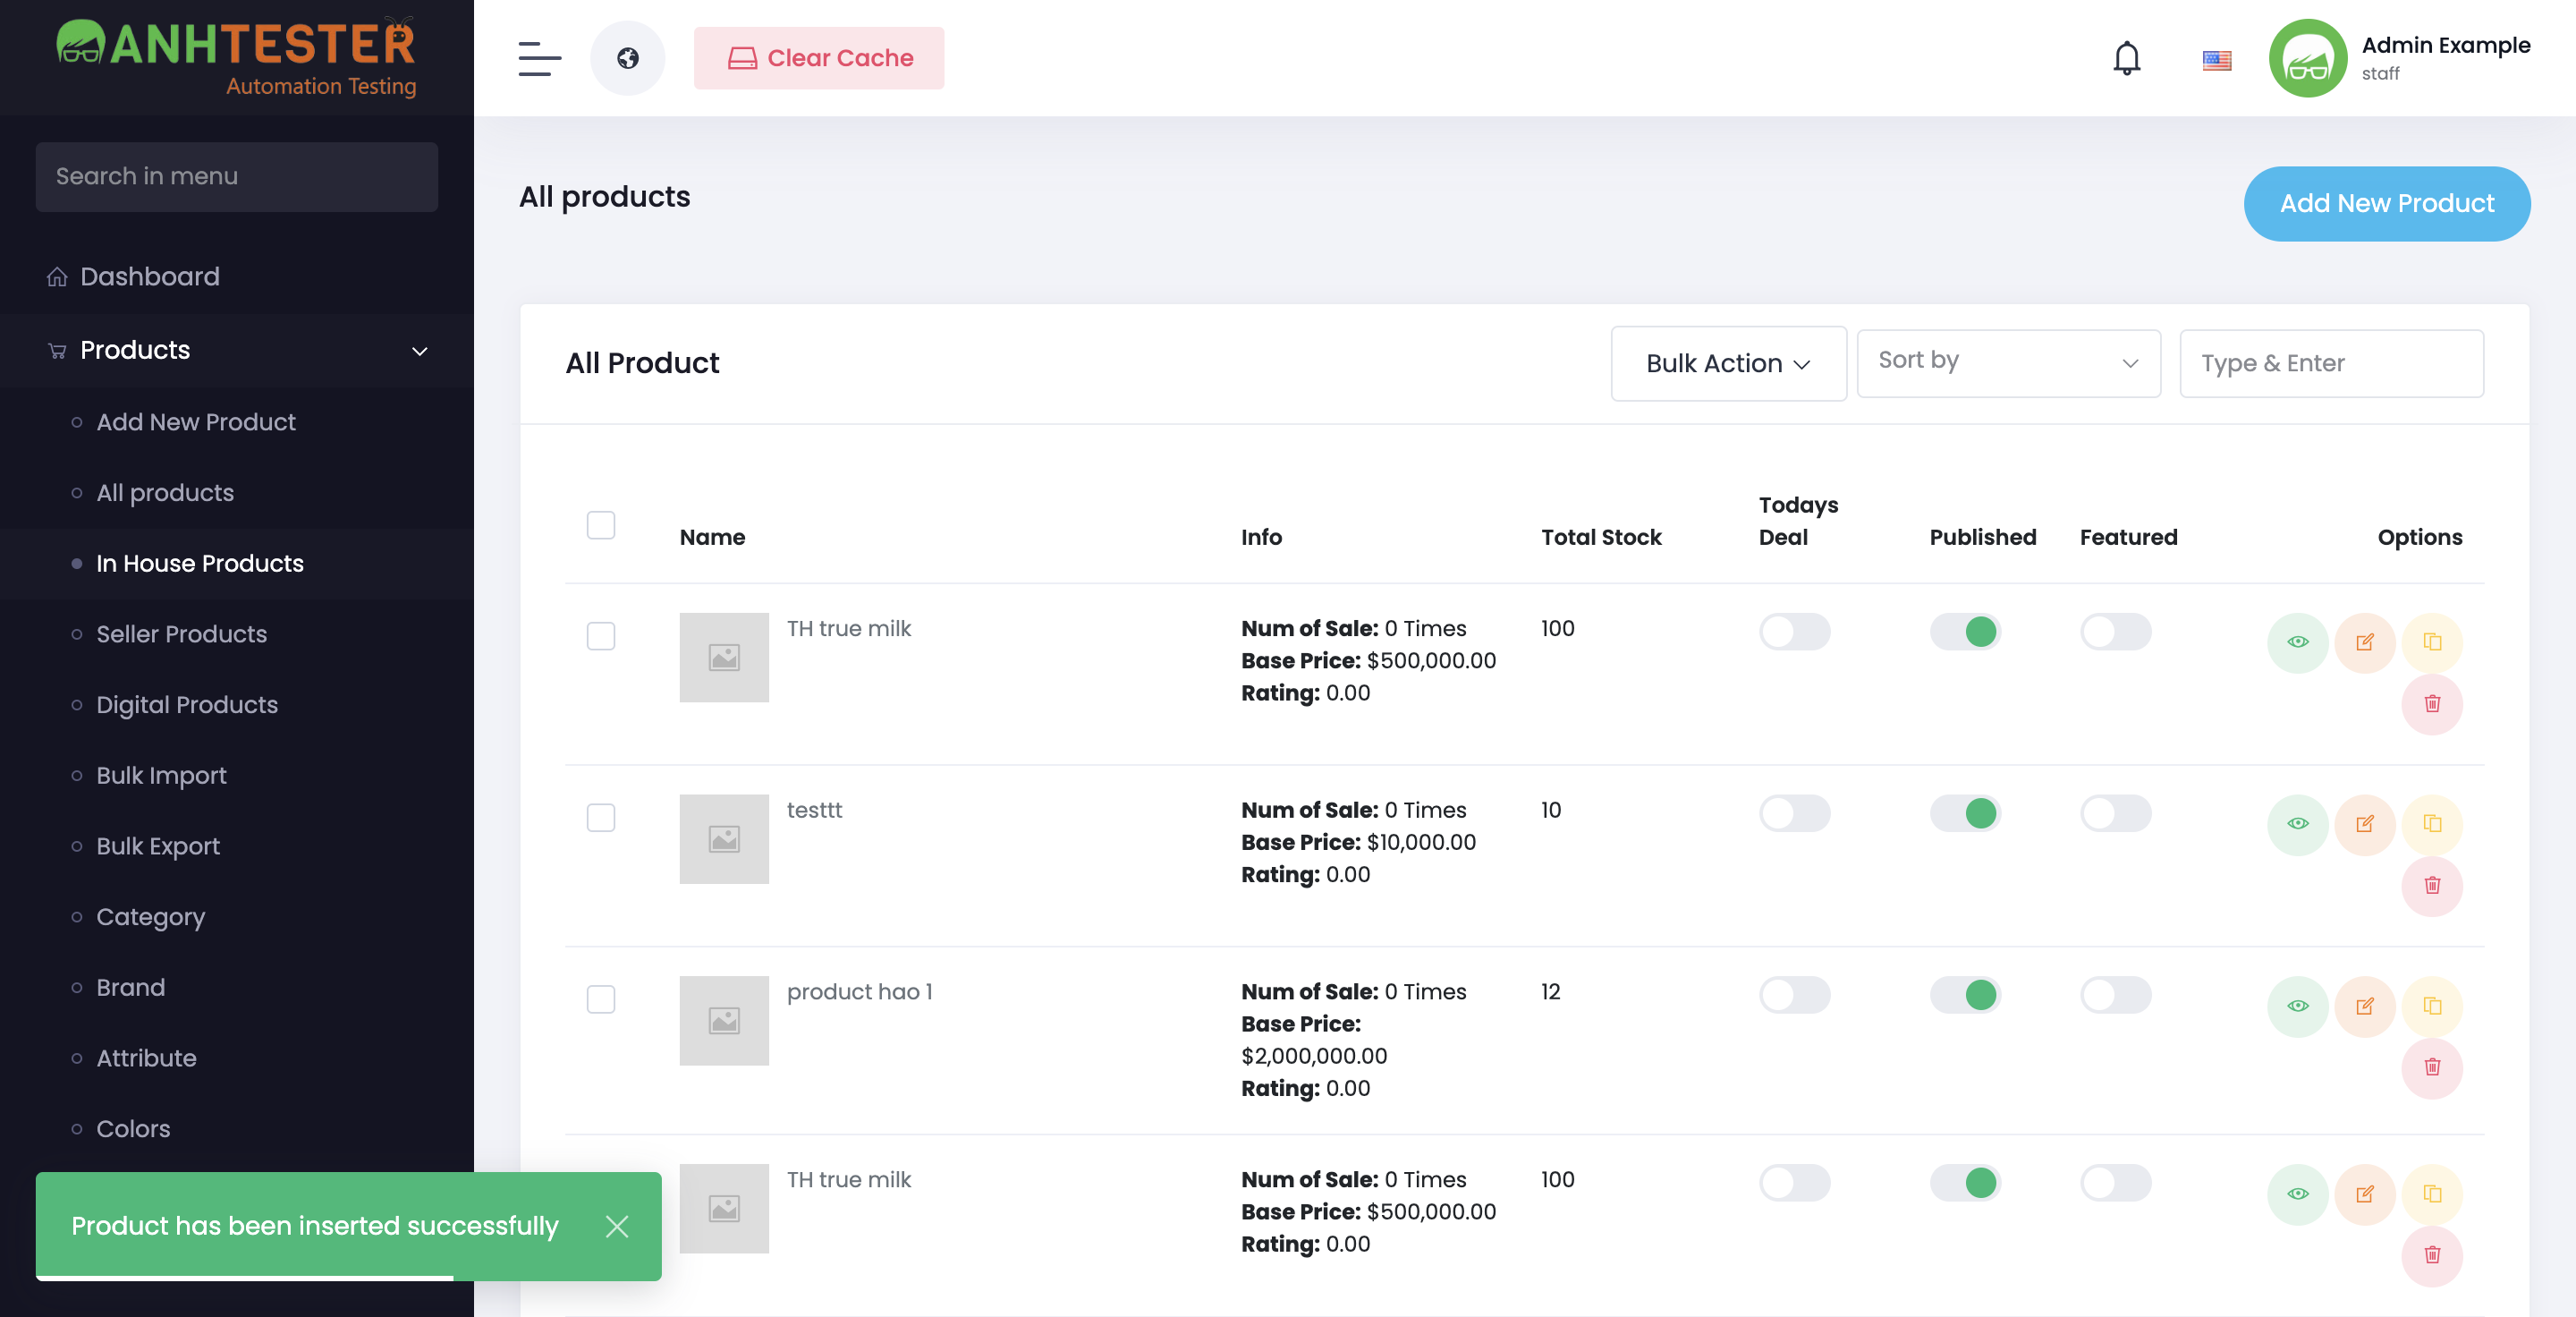 ANHTESTER
Automation Testing
Search in menu
Dashboard
Products
Add New Product
All products
In House Products
Seller Products
Digital Products
Bulk Import
Bulk Export
Category
Brand
Attribute
Colors
Product has been inserted successfully
Clear Cache
Admin Example
staff
All products
Add New Product
All Product
Bulk Action
Sort by
Type & Enter
Name
Info
Total Stock
Todays
Deal
Published
Featured
Options
TH true milk
Num of Sale: 0 Times
Base Price: $500,000.00
Rating: 0.00
100
testtt
Num of Sale: 0 Times
Base Price: $10,000.00
Rating: 0.00
10
product hao 1
Num of Sale: 0 Times
Base Price:
$2,000,000.00
Rating: 0.00
12
TH true milk
Num of Sale: 0 Times
Base Price: $500,000.00
Rating: 0.00
100